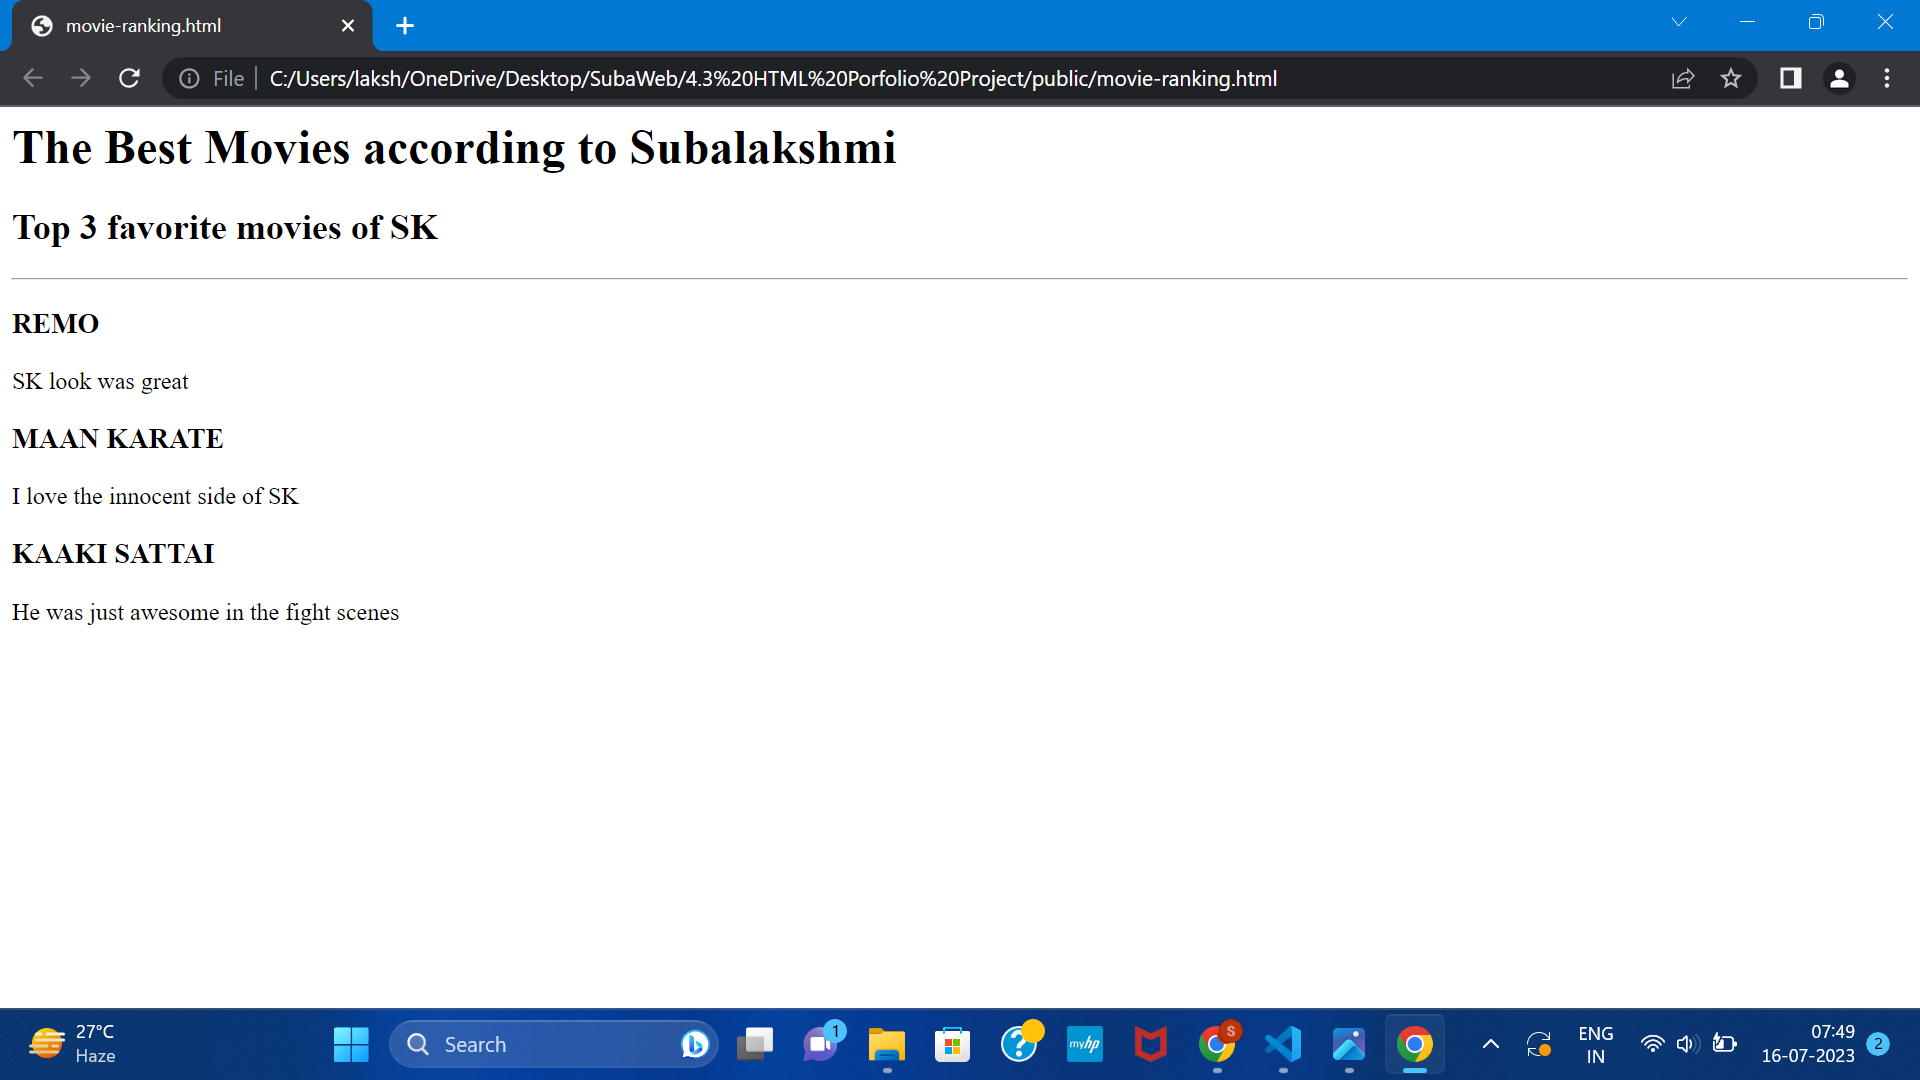 movie-ranking.html
File C:/Users/laksh/OneDrive/Desktop/SubaWeb/4.3%20HTML%20Porfolio%20Project/public/movie-ranking.html
The Best Movies according to Subalakshmi
Top 3 favorite movies of SK
REMO
SK look was great
MAAN KARATE
I love the innocent side of SK
KAAKI SATTAI
He was just awesome in the fight scenes
27°C
Haze
Search
1
myhp
S
ENG
IN
07:49
16-07-2023
2